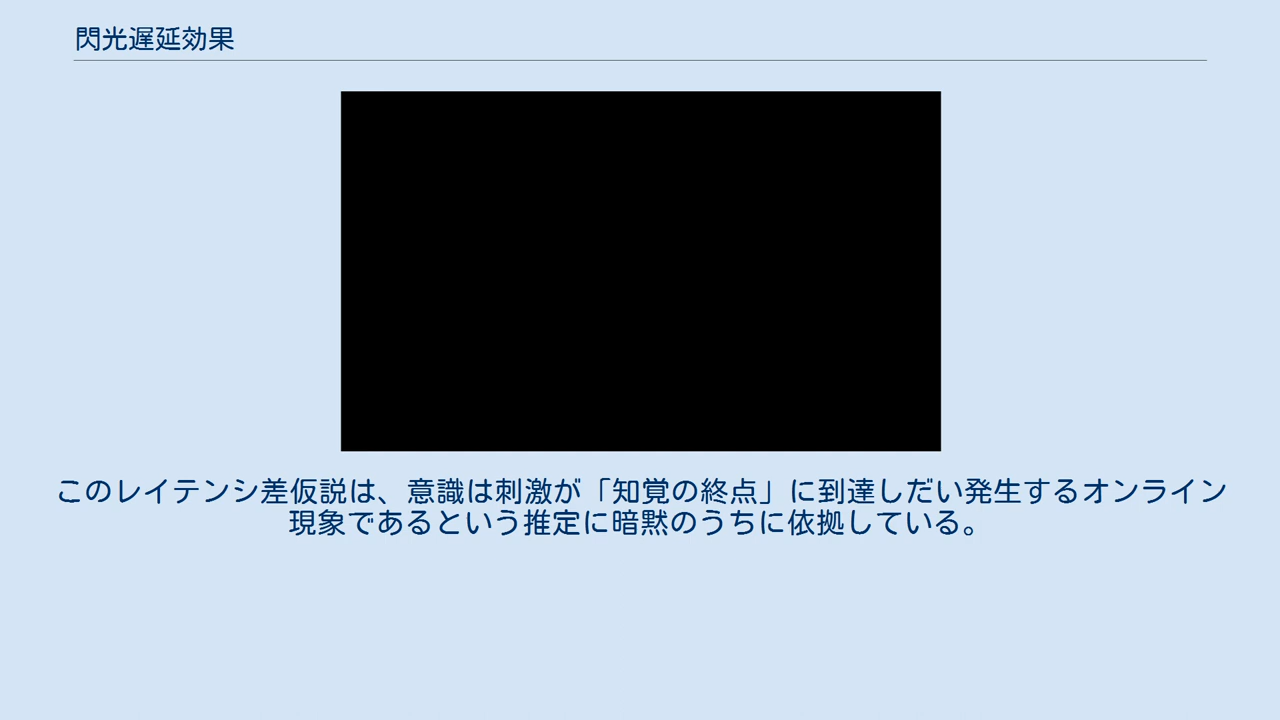 閃光遅延効果
このレイテンシ差仮説は、意識は刺激が「知覚の終点」に到達しだい発生するオンライン
現象であるという推定に暗黙のうちに依拠している。